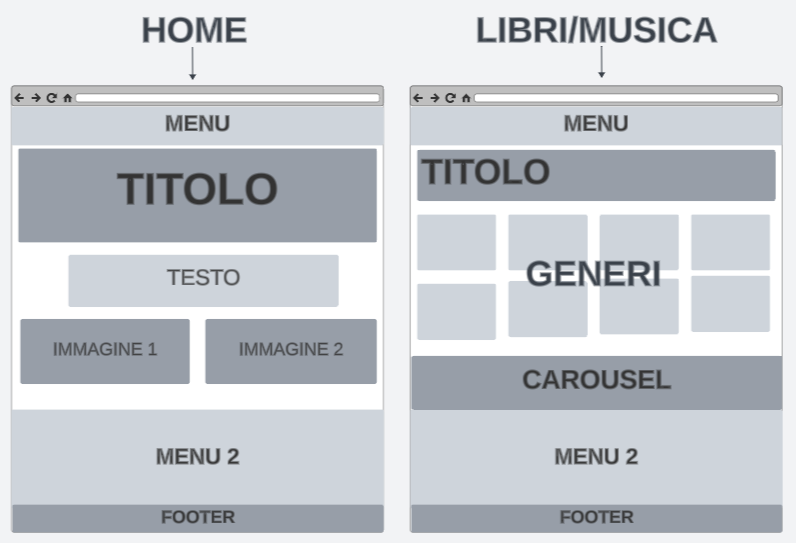 HOME
MENU
TITOLO
TESTO
IMMAGINE 1
IMMAGINE 2
MENU 2
FOOTER
LIBRI/MUSICA
MENU
TITOLO
GENERI
CAROUSEL
MENU 2
FOOTER